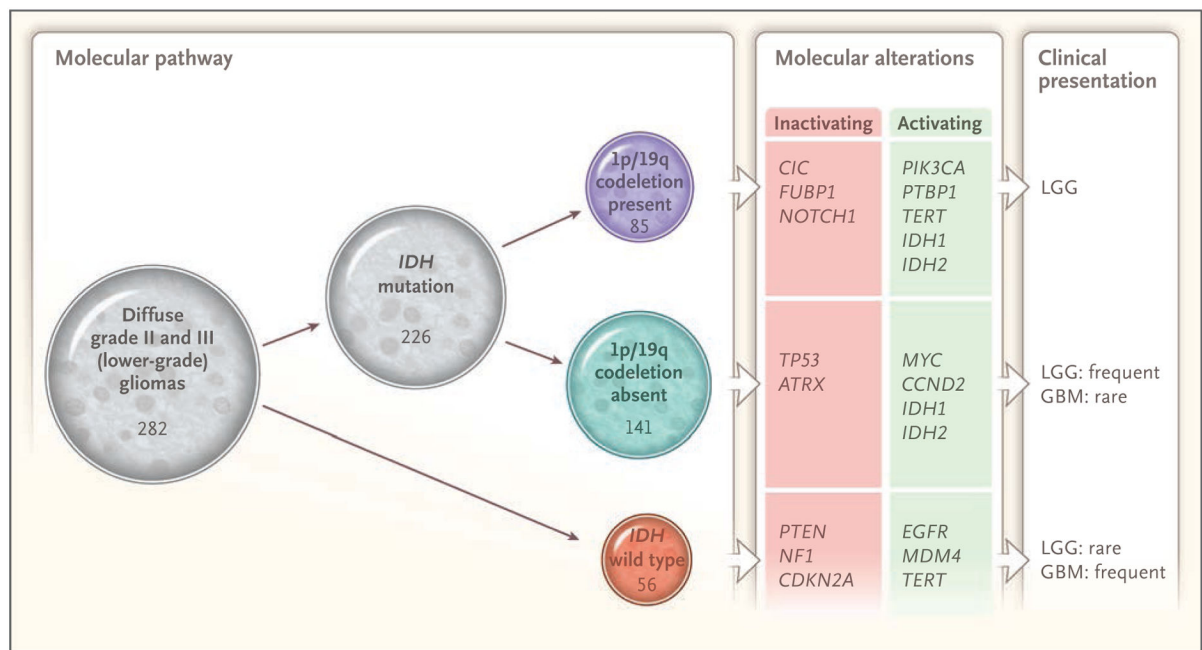 Molecular pathway
Molecular alterations
Clinical
presentation
Inactivating
Activating
Diffuse
grade II and III
(lower-grade)
gliomas
282
IDH
mutation
226
1p/19q
codeletion
present
85
CIC
FUBP1
NOTCH1
PIK3CA
PTBP1
TERT
IDH1
IDH2
LGG
1p/19q
codeletion
absent
141
TP53
ATRX
MYC
CCND2
IDH1
IDH2
LGG: frequent
GBM: rare
IDH
wild type
56
PTEN
NF1
CDKN2A
EGFR
MDM4
TERT
LGG: rare
GBM: frequent